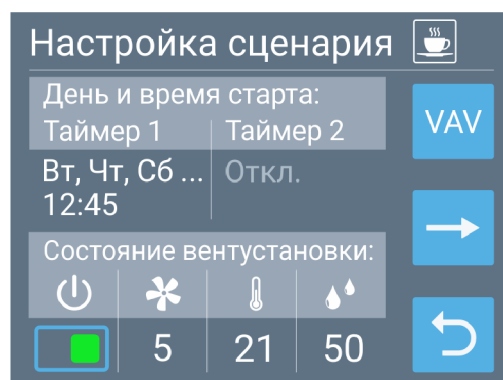 Настройка сценария
День и время старта:
Таймер 1 Таймер 2
VAV
Вт, Чт, Сб ... Откл.
12:45
Состояние вентустановки:
5 21 50